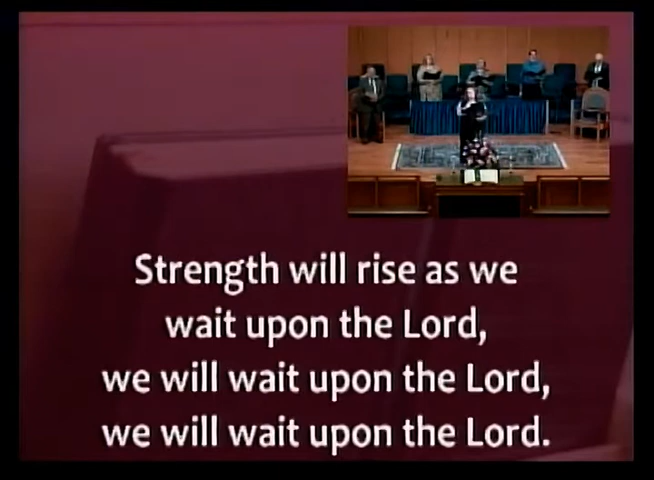 Strength will rise as we
wait upon the Lord,
we will wait upon the Lord,
we will wait upon the Lord.